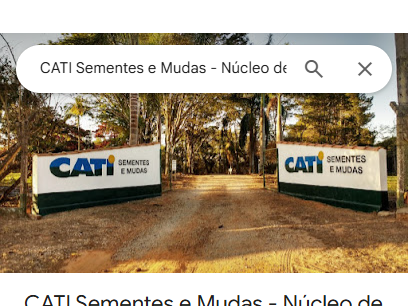 CATI Sementes e Mudas - Núcleo de
CATI SEMENTES
E MUDAS
CATI SEMENTES
E MUDAS
CATI Sementes e Mudas - Núcleo de